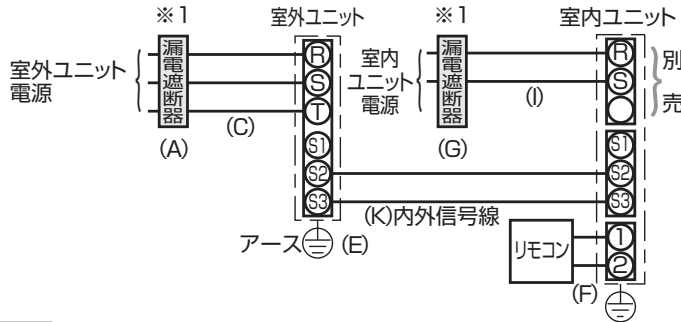 ※1
室外ユニット
※1
室内ユニット
室外ユニット
電源
漏電遮断器
R
S
T
室内
ユニット
電源
漏電遮断器
R
S
別
売
(A)
(C)
(G)
(I)
S1
S2
S3
S1
S2
S3
(K)内外信号線
アース
(E)
リモコン
1
2
(F)